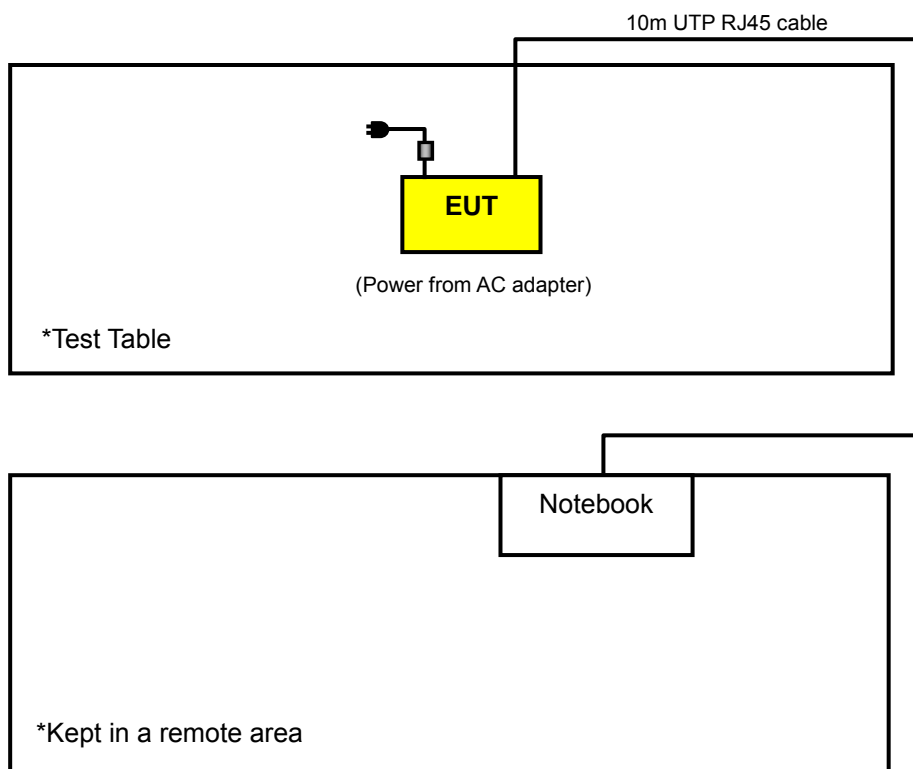 10m UTP RJ45 cable
EUT
(Power from AC adapter)
*Test Table
Notebook
*Kept in a remote area